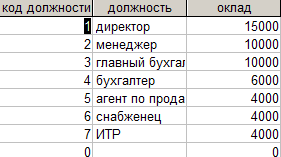 код должности должность оклад
1 директор 15000
2 менеджер 10000
3 главный бухгал 10000
4 бухгалтер 6000
5 агент по прода 4000
6 снабженец 4000
7 ИТР 4000
0 0